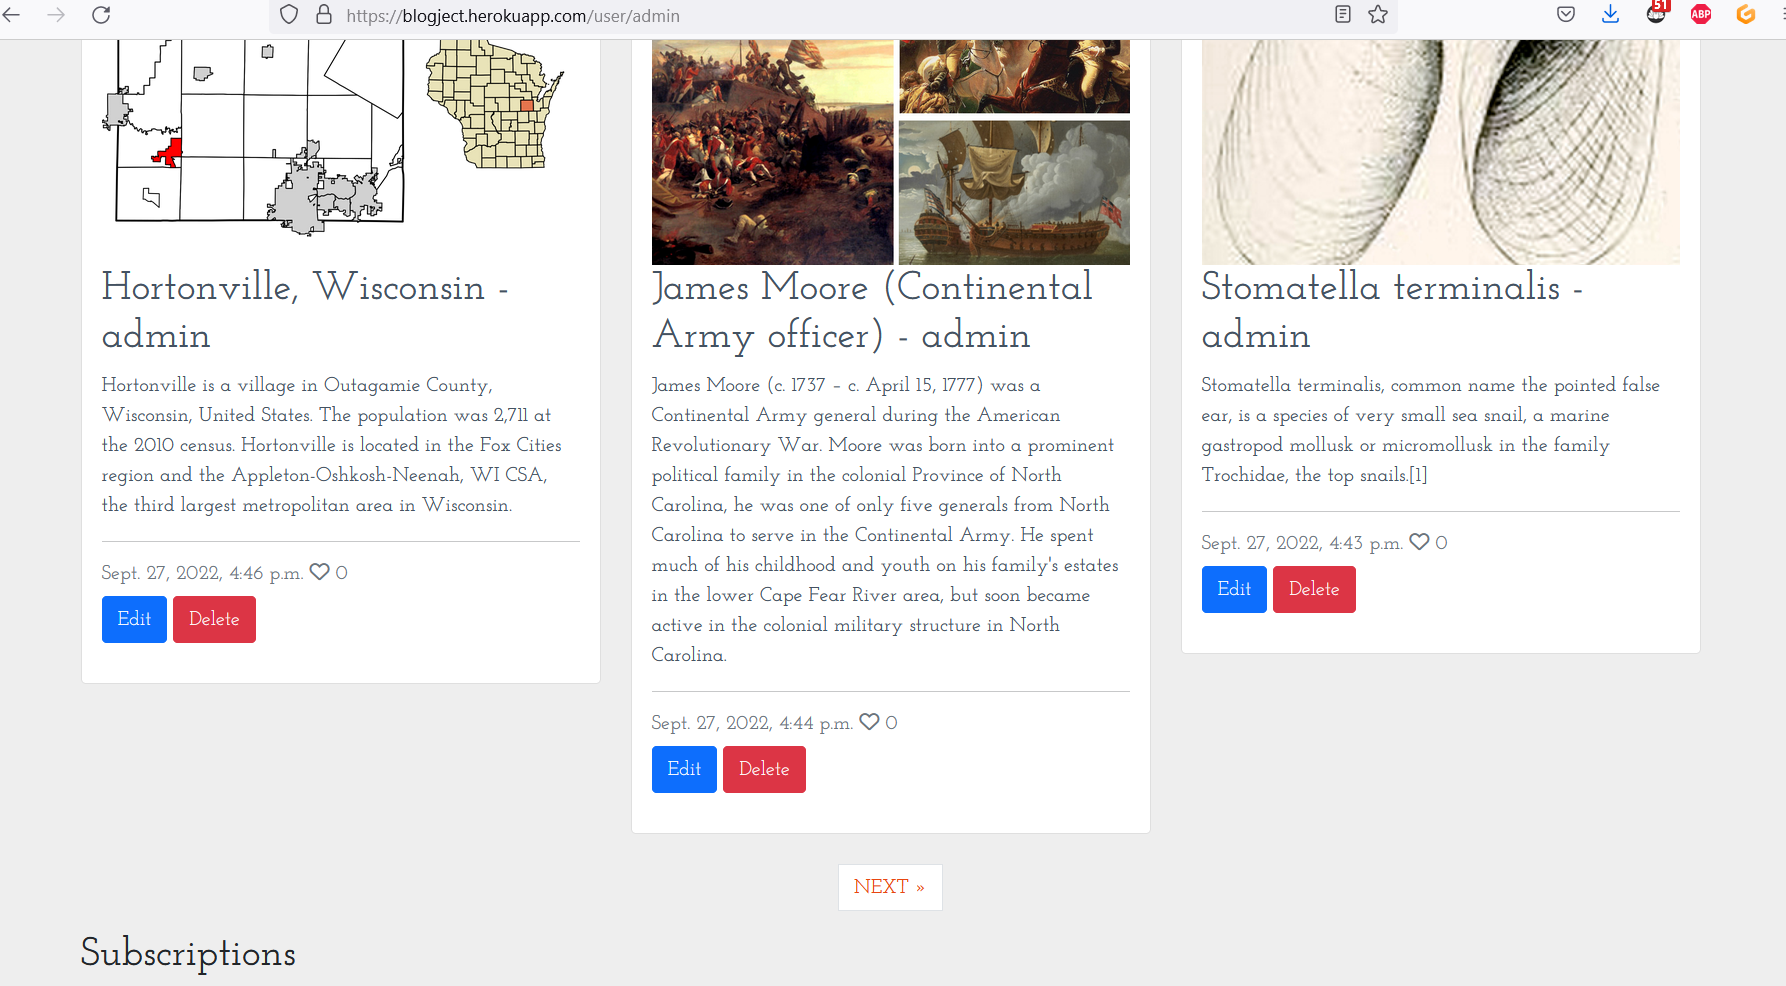 https://blogject.herokuapp.com/user/admin
51
ABP
Hortonville, Wisconsin -
admin
Hortonville is a village in Outagamie County,
Wisconsin, United States. The population was 2,711 at
the 2010 census. Hortonville is located in the Fox Cities
region and the Appleton-Oshkosh-Neenah, WI CSA,
the third largest metropolitan area in Wisconsin.
Sept. 27, 2022, 4:46 p.m. 0
Edit Delete
James Moore (Continental
Army officer) - admin
James Moore (c. 1737 – c. April 15, 1777) was a
Continental Army general during the American
Revolutionary War. Moore was born into a prominent
political family in the colonial Province of North
Carolina, he was one of only five generals from North
Carolina to serve in the Continental Army. He spent
much of his childhood and youth on his family's estates
in the lower Cape Fear River area, but soon became
active in the colonial military structure in North
Carolina.
Sept. 27, 2022, 4:44 p.m. 0
Edit Delete
Stomatella terminalis -
admin
Stomatella terminalis, common name the pointed false
ear, is a species of very small sea snail, a marine
gastropod mollusk or micromollusk in the family
Trochidae, the top snails.[1]
Sept. 27, 2022, 4:43 p.m. 0
Edit Delete
NEXT »
Subscriptions